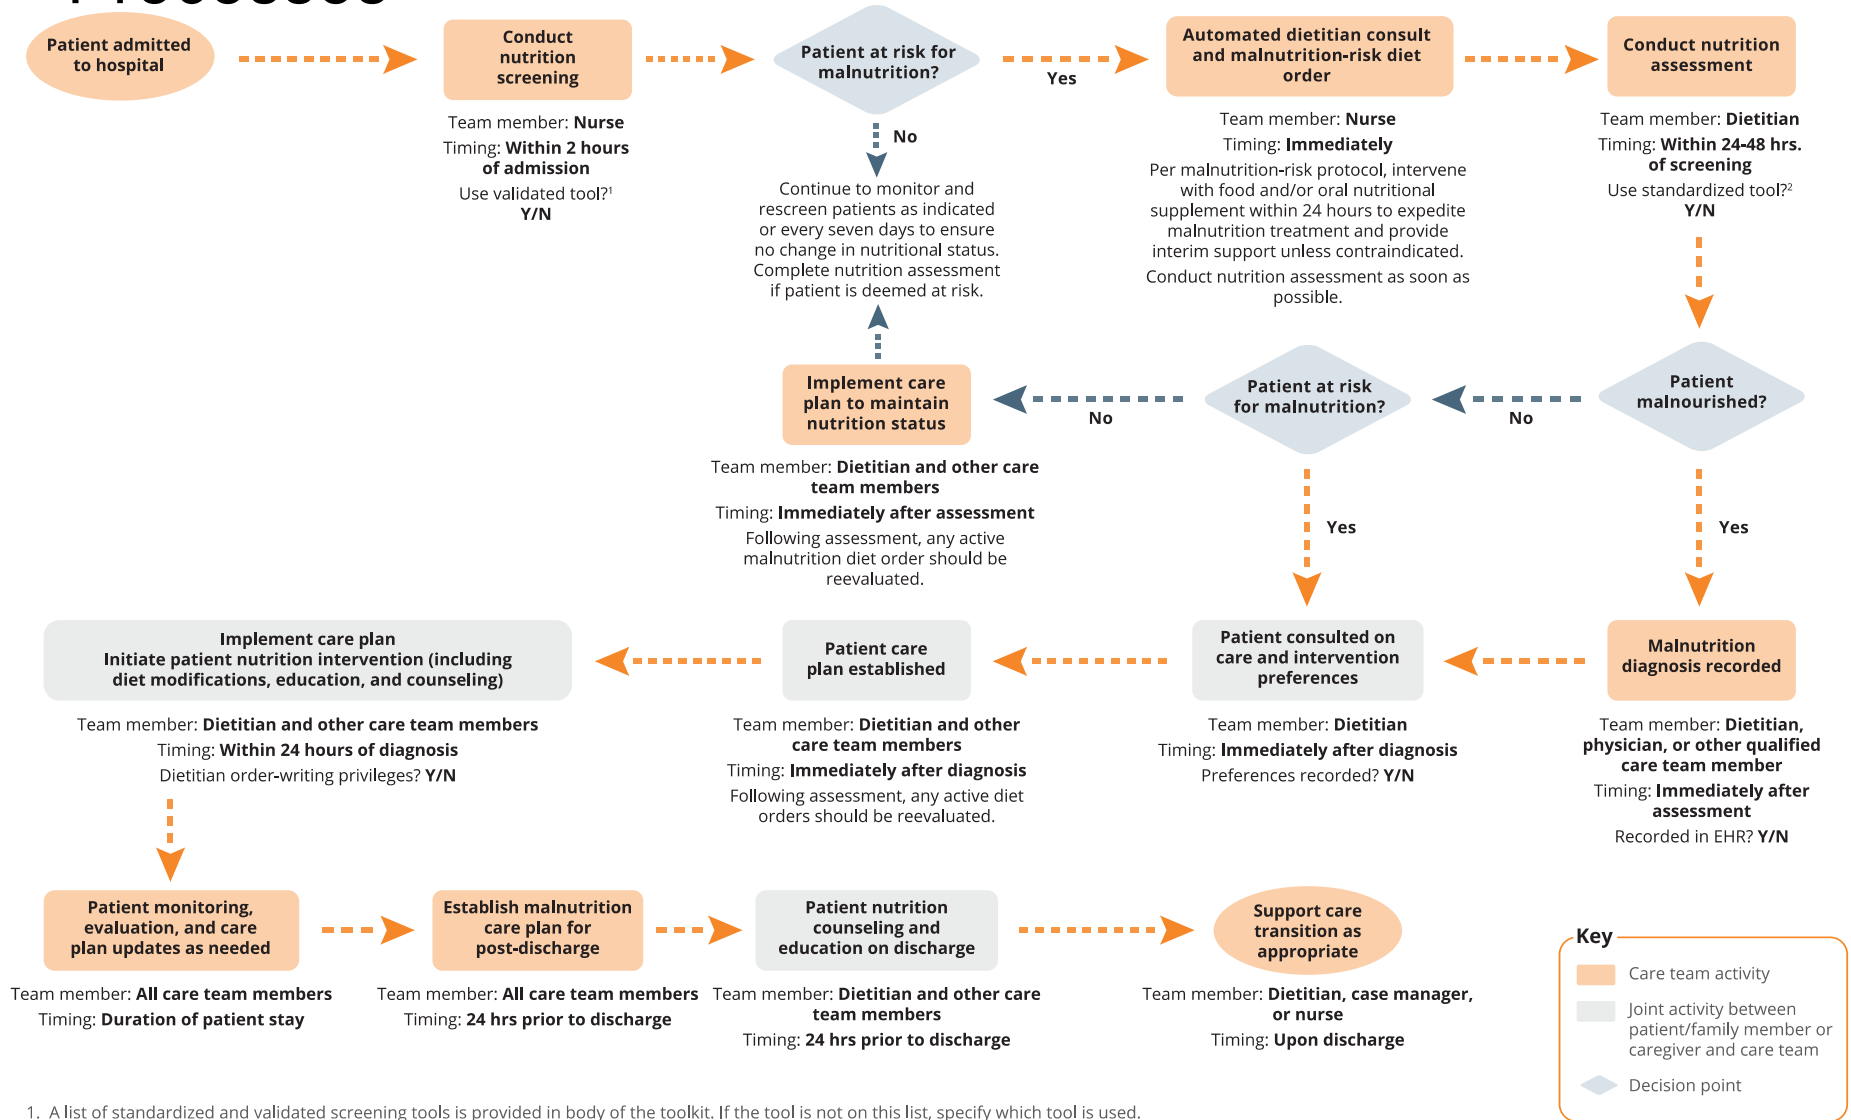 Patient admitted
to hospital
Conduct
nutrition
screening
Team member: Nurse
Timing: Within 2 hours
of admission
Use validated tool?1
Y/N
Patient at risk for
malnutrition?
Yes
No
Continue to monitor and
rescreen patients as indicated
or every seven days to ensure
no change in nutritional status.
Complete nutrition assessment
if patient is deemed at risk.
Automated dietitian consult
and malnutrition-risk diet
order
Team member: Nurse
Timing: Immediately
Per malnutrition-risk protocol, intervene
with food and/or oral nutritional
supplement within 24 hours to expedite
malnutrition treatment and provide
interim support unless contraindicated.
Conduct nutrition assessment as soon as
possible.
Conduct nutrition
assessment
Team member: Dietitian
Timing: Within 24-48 hrs.
of screening
Use standardized tool?2
Y/N
Patient
malnourished?
No
Yes
Patient at risk
for malnutrition?
No
Yes
Implement care
plan to maintain
nutrition status
Team member: Dietitian and other care
team members
Timing: Immediately after assessment
Following assessment, any active
malnutrition diet order should be
reevaluated.
Malnutrition
diagnosis recorded
Team member: Dietitian,
physician, or other qualified
care team member
Timing: Immediately after
assessment
Recorded in EHR? Y/N
Patient consulted on
care and intervention
preferences
Team member: Dietitian
Timing: Immediately after diagnosis
Preferences recorded? Y/N
Patient care
plan established
Team member: Dietitian and other
care team members
Timing: Immediately after diagnosis
Following assessment, any active diet
orders should be reevaluated.
Implement care plan
Initiate patient nutrition intervention (including
diet modifications, education, and counseling)
Team member: Dietitian and other care team members
Timing: Within 24 hours of diagnosis
Dietitian order-writing privileges? Y/N
Patient monitoring,
evaluation, and care
plan updates as needed
Team member: All care team members
Timing: Duration of patient stay
Establish malnutrition
care plan for
post-discharge
Team member: All care team members
Timing: 24 hrs prior to discharge
Patient nutrition
counseling and
education on discharge
Team member: Dietitian and other care
team members
Timing: 24 hrs prior to discharge
Support care
transition as
appropriate
Team member: Dietitian, case manager,
or nurse
Timing: Upon discharge
Key
Care team activity
Joint activity between
patient/family member or
caregiver and care team
Decision point
1. A list of standardized and validated screening tools is provided in body of the toolkit. If the tool is not on this list, specify which tool is used.